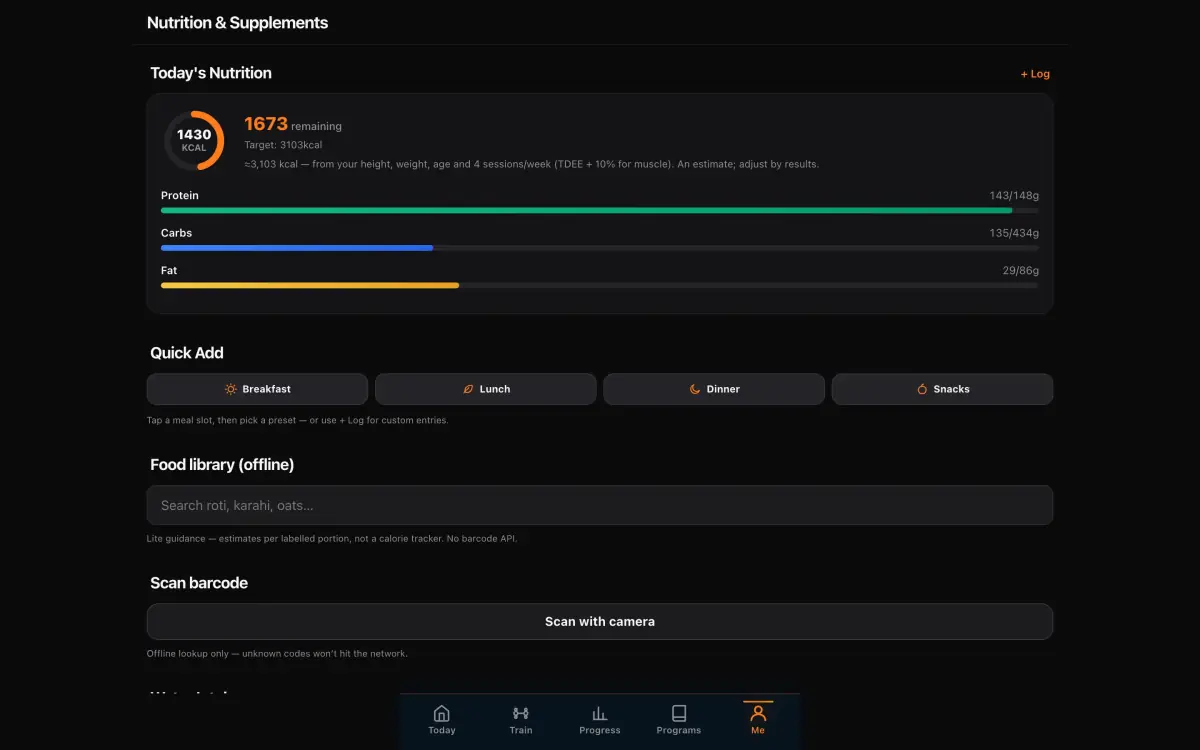 Nutrition & Supplements
Today's Nutrition
+ Log
1430
KCAL
1673 remaining
Target: 3103kcal
≈3,103 kcal — from your height, weight, age and 4 sessions/week (TDEE + 10% for muscle). An estimate; adjust by results.
Protein
143/148g
Carbs
135/434g
Fat
29/86g
Quick Add
Breakfast
Lunch
Dinner
Snacks
Tap a meal slot, then pick a preset — or use + Log for custom entries.
Food library (offline)
Search roti, karahi, oats...
Lite guidance — estimates per labelled portion, not a calorie tracker. No barcode API.
Scan barcode
Scan with camera
Offline lookup only — unknown codes won't hit the network.
Today
Train
Progress
Programs
Me